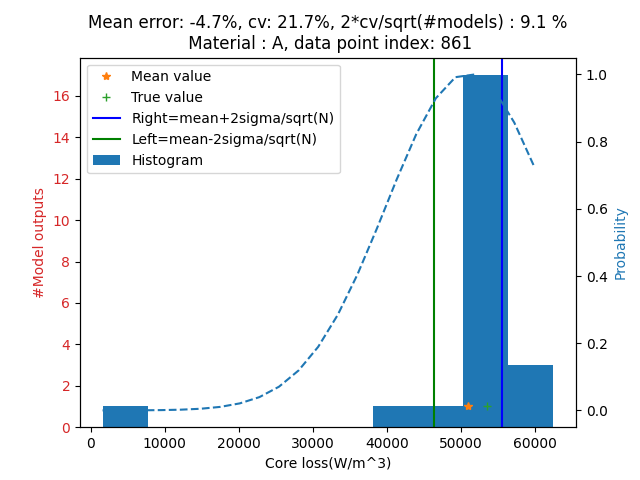 Mean error: -4.7%, cv: 21.7%, 2*cv/sqrt(#models) : 9.1 %
Material : A, data point index: 861
Mean value
True value
Right=mean+2sigma/sqrt(N)
Left=mean-2sigma/sqrt(N)
Histogram
#Model outputs
16
14
12
10
8
6
4
2
0
1.0
0.8
0.6
0.4
0.2
0.0
Probability
0 10000 20000 30000 40000 50000 60000
Core loss(W/m^3)